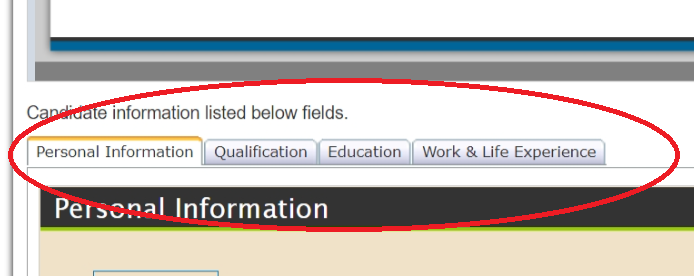 Candidate information listed below fields.
Personal Information Qualification Education Work & Life Experience
Personal Information